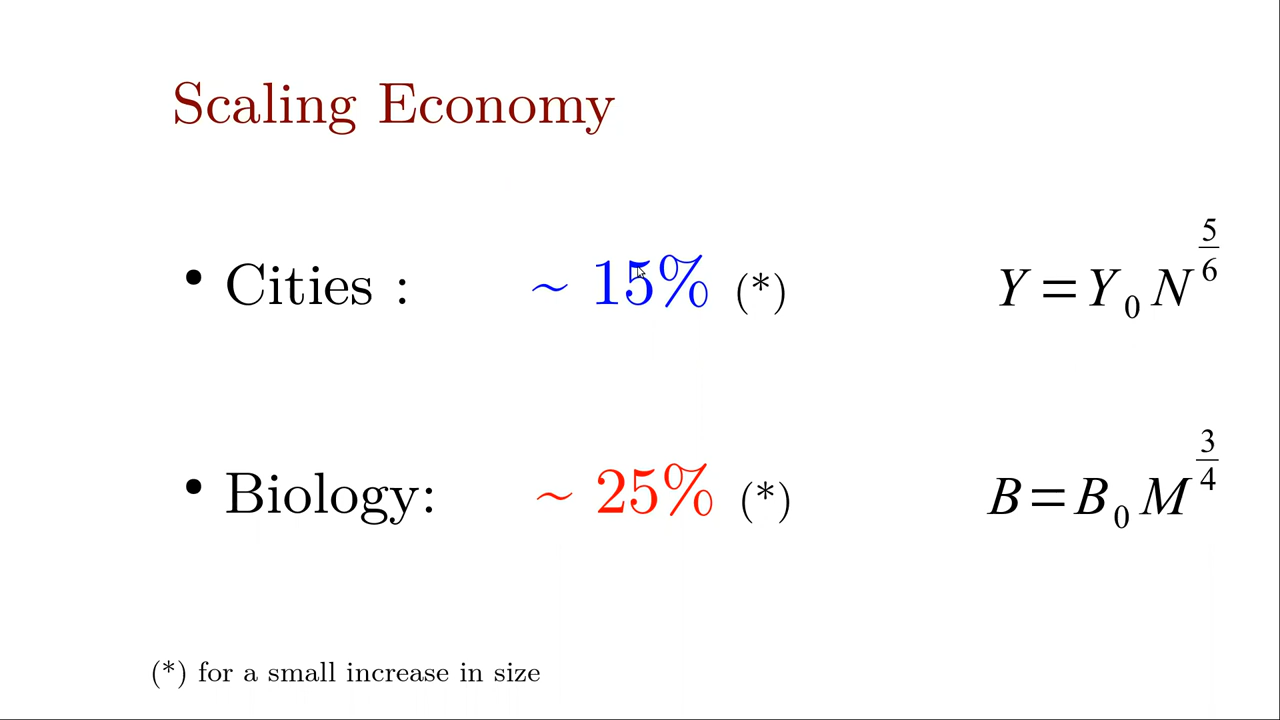 Scaling Economy
• Cities : ~ 15% (*) Y = Y₀ N^(5/6)
• Biology: ~ 25% (*) B = B₀ M^(3/4)
(*) for a small increase in size